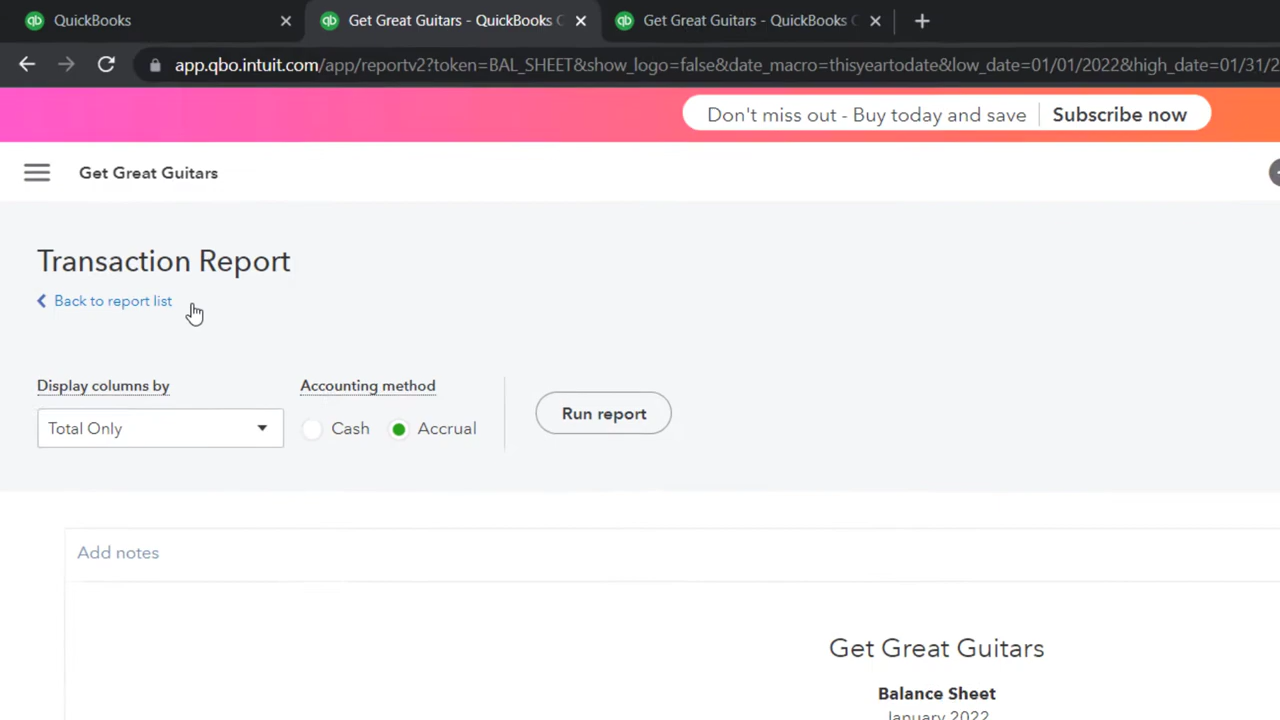 qb QuickBooks
qb Get Great Guitars - QuickBooks
qb Get Great Guitars - QuickBooks
app.qbo.intuit.com/app/reportv2?token=BAL_SHEET&show_logo=false&date_macro=thisyeartodate&low_date=01/01/2022&high_date=01/31/2
Don't miss out - Buy today and save Subscribe now
Get Great Guitars
Transaction Report
Back to report list
Display columns by Accounting method
Total Only Cash Accrual Run report
Add notes
Get Great Guitars
Balance Sheet
January 2022